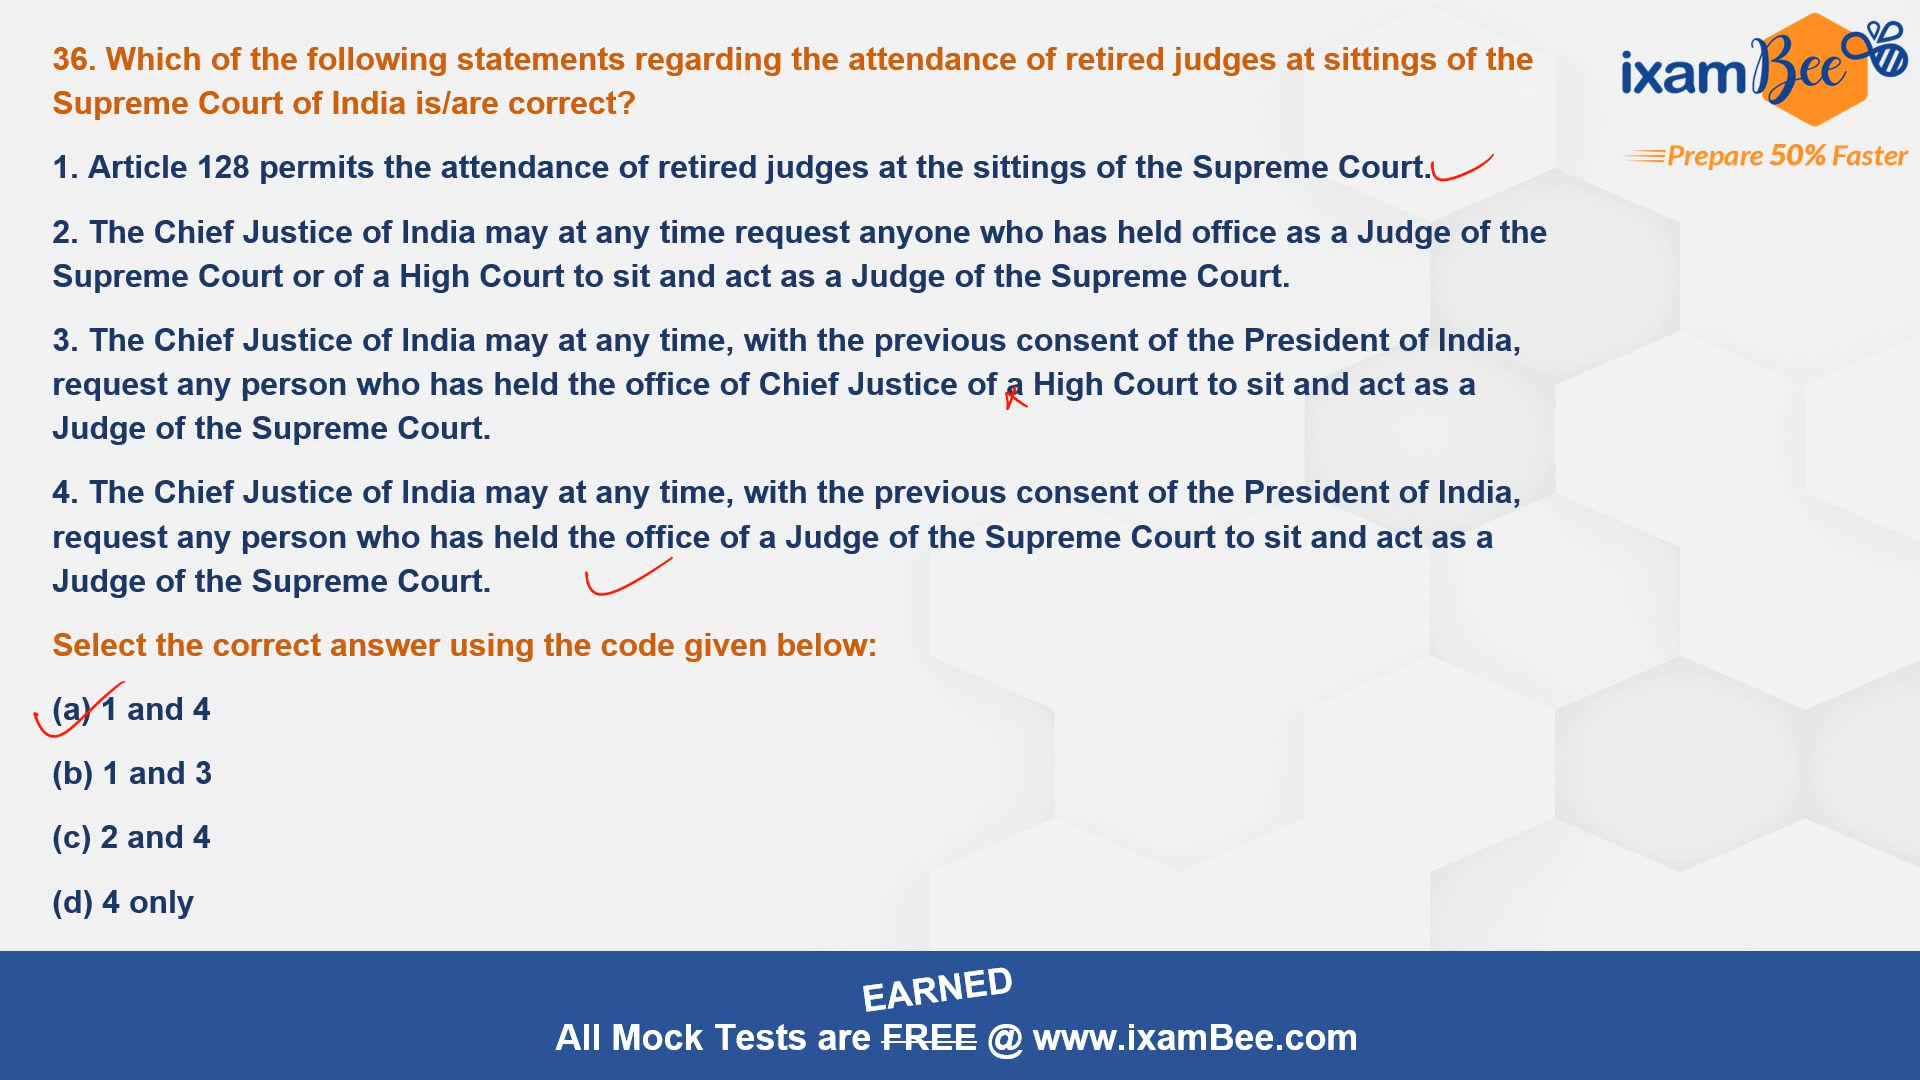 36. Which of the following statements regarding the attendance of retired judges at sittings of the
Supreme Court of India is/are correct?
1. Article 128 permits the attendance of retired judges at the sittings of the Supreme Court.
2. The Chief Justice of India may at any time request anyone who has held office as a Judge of the
Supreme Court or of a High Court to sit and act as a Judge of the Supreme Court.
3. The Chief Justice of India may at any time, with the previous consent of the President of India,
request any person who has held the office of Chief Justice of a High Court to sit and act as a
Judge of the Supreme Court.
4. The Chief Justice of India may at any time, with the previous consent of the President of India,
request any person who has held the office of a Judge of the Supreme Court to sit and act as a
Judge of the Supreme Court.
Select the correct answer using the code given below:
(a) 1 and 4
(b) 1 and 3
(c) 2 and 4
(d) 4 only
ixamBee
Prepare 50% Faster
EARNED
All Mock Tests are FREE @ www.ixamBee.com